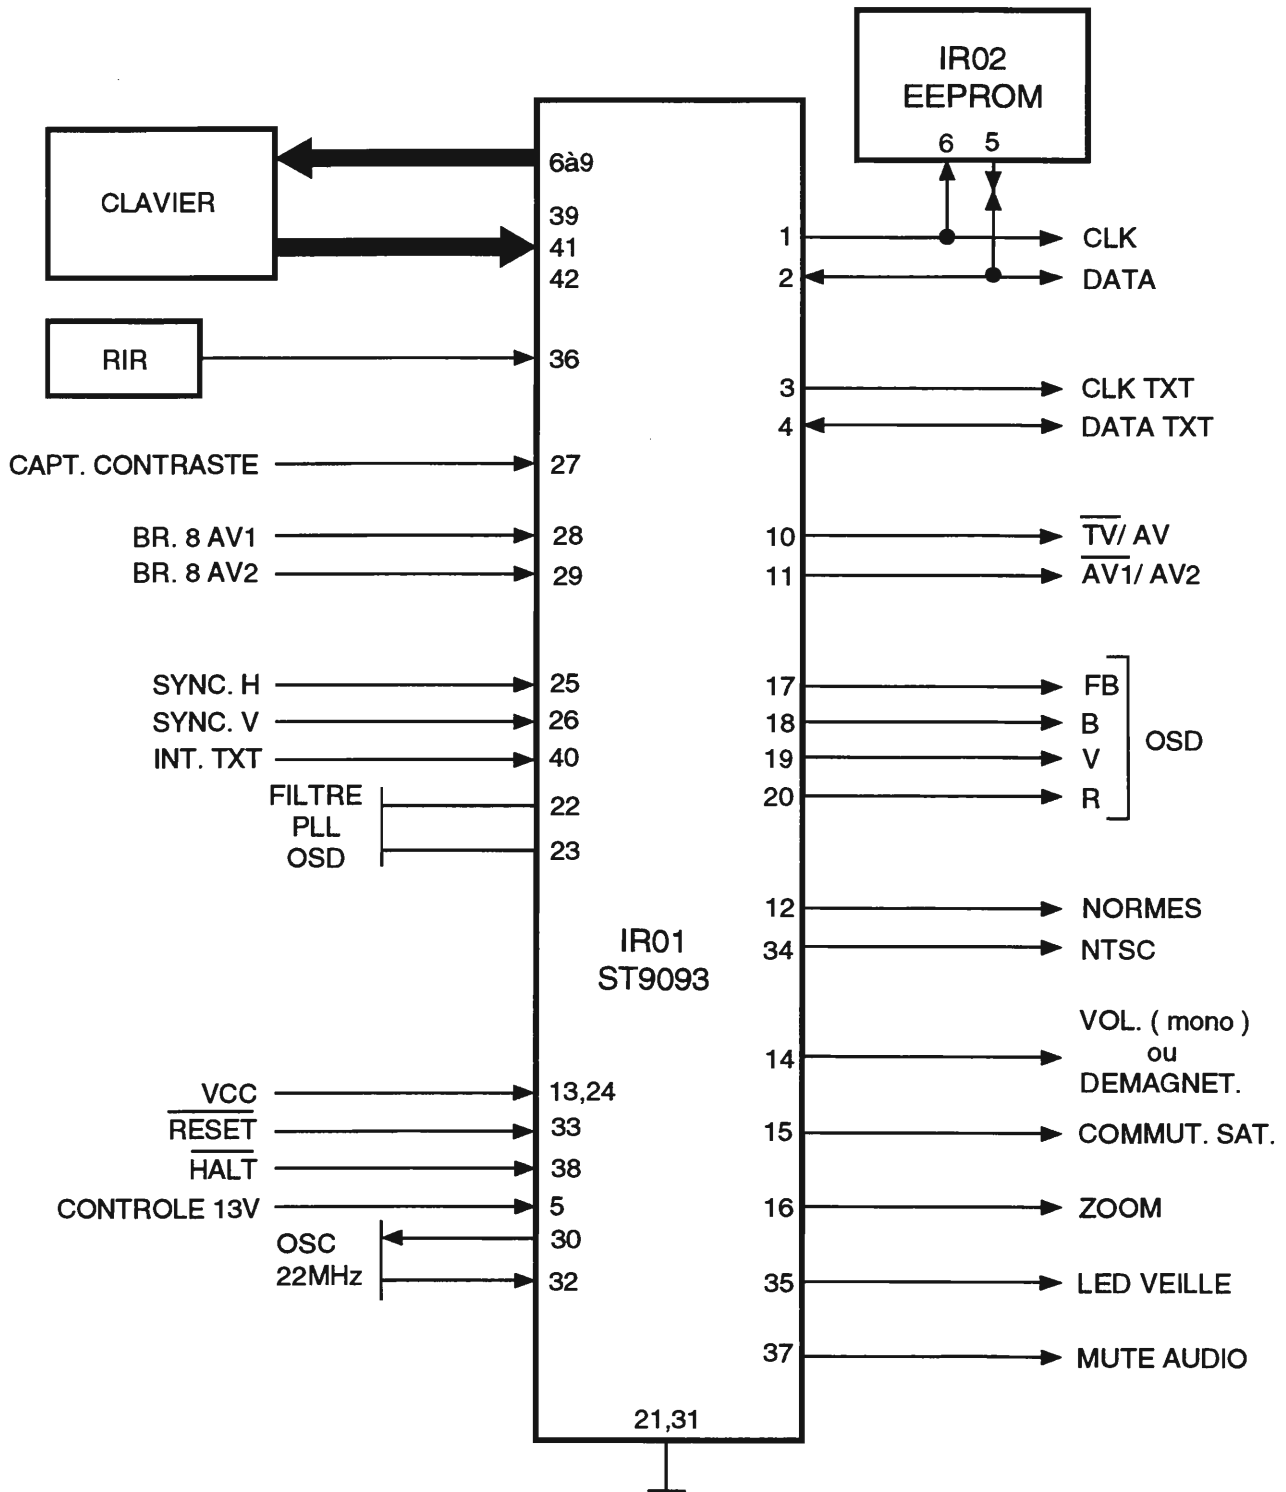 IR02
EEPROM
6 5
CLAVIER
6à9
39
41
42
1 CLK
2 DATA
RIR
36
3 CLK TXT
4 DATA TXT
CAPT. CONTRASTE 27
BR. 8 AV1 28
BR. 8 AV2 29
10 TV/ AV
11 AV1/ AV2
SYNC. H 25
SYNC. V 26
INT. TXT 40
FILTRE
PLL
OSD
22
23
17 FB
18 B
19 V
20 R
OSD
12 NORMES
34 NTSC
IR01
ST9093
VOL. ( mono )
ou
DEMAGNET.
14
VCC 13,24
RESET 33
HALT 38
CONTROLE 13V 5
OSC
22MHz
30
32
15 COMMUT. SAT.
16 ZOOM
35 LED VEILLE
37 MUTE AUDIO
21,31